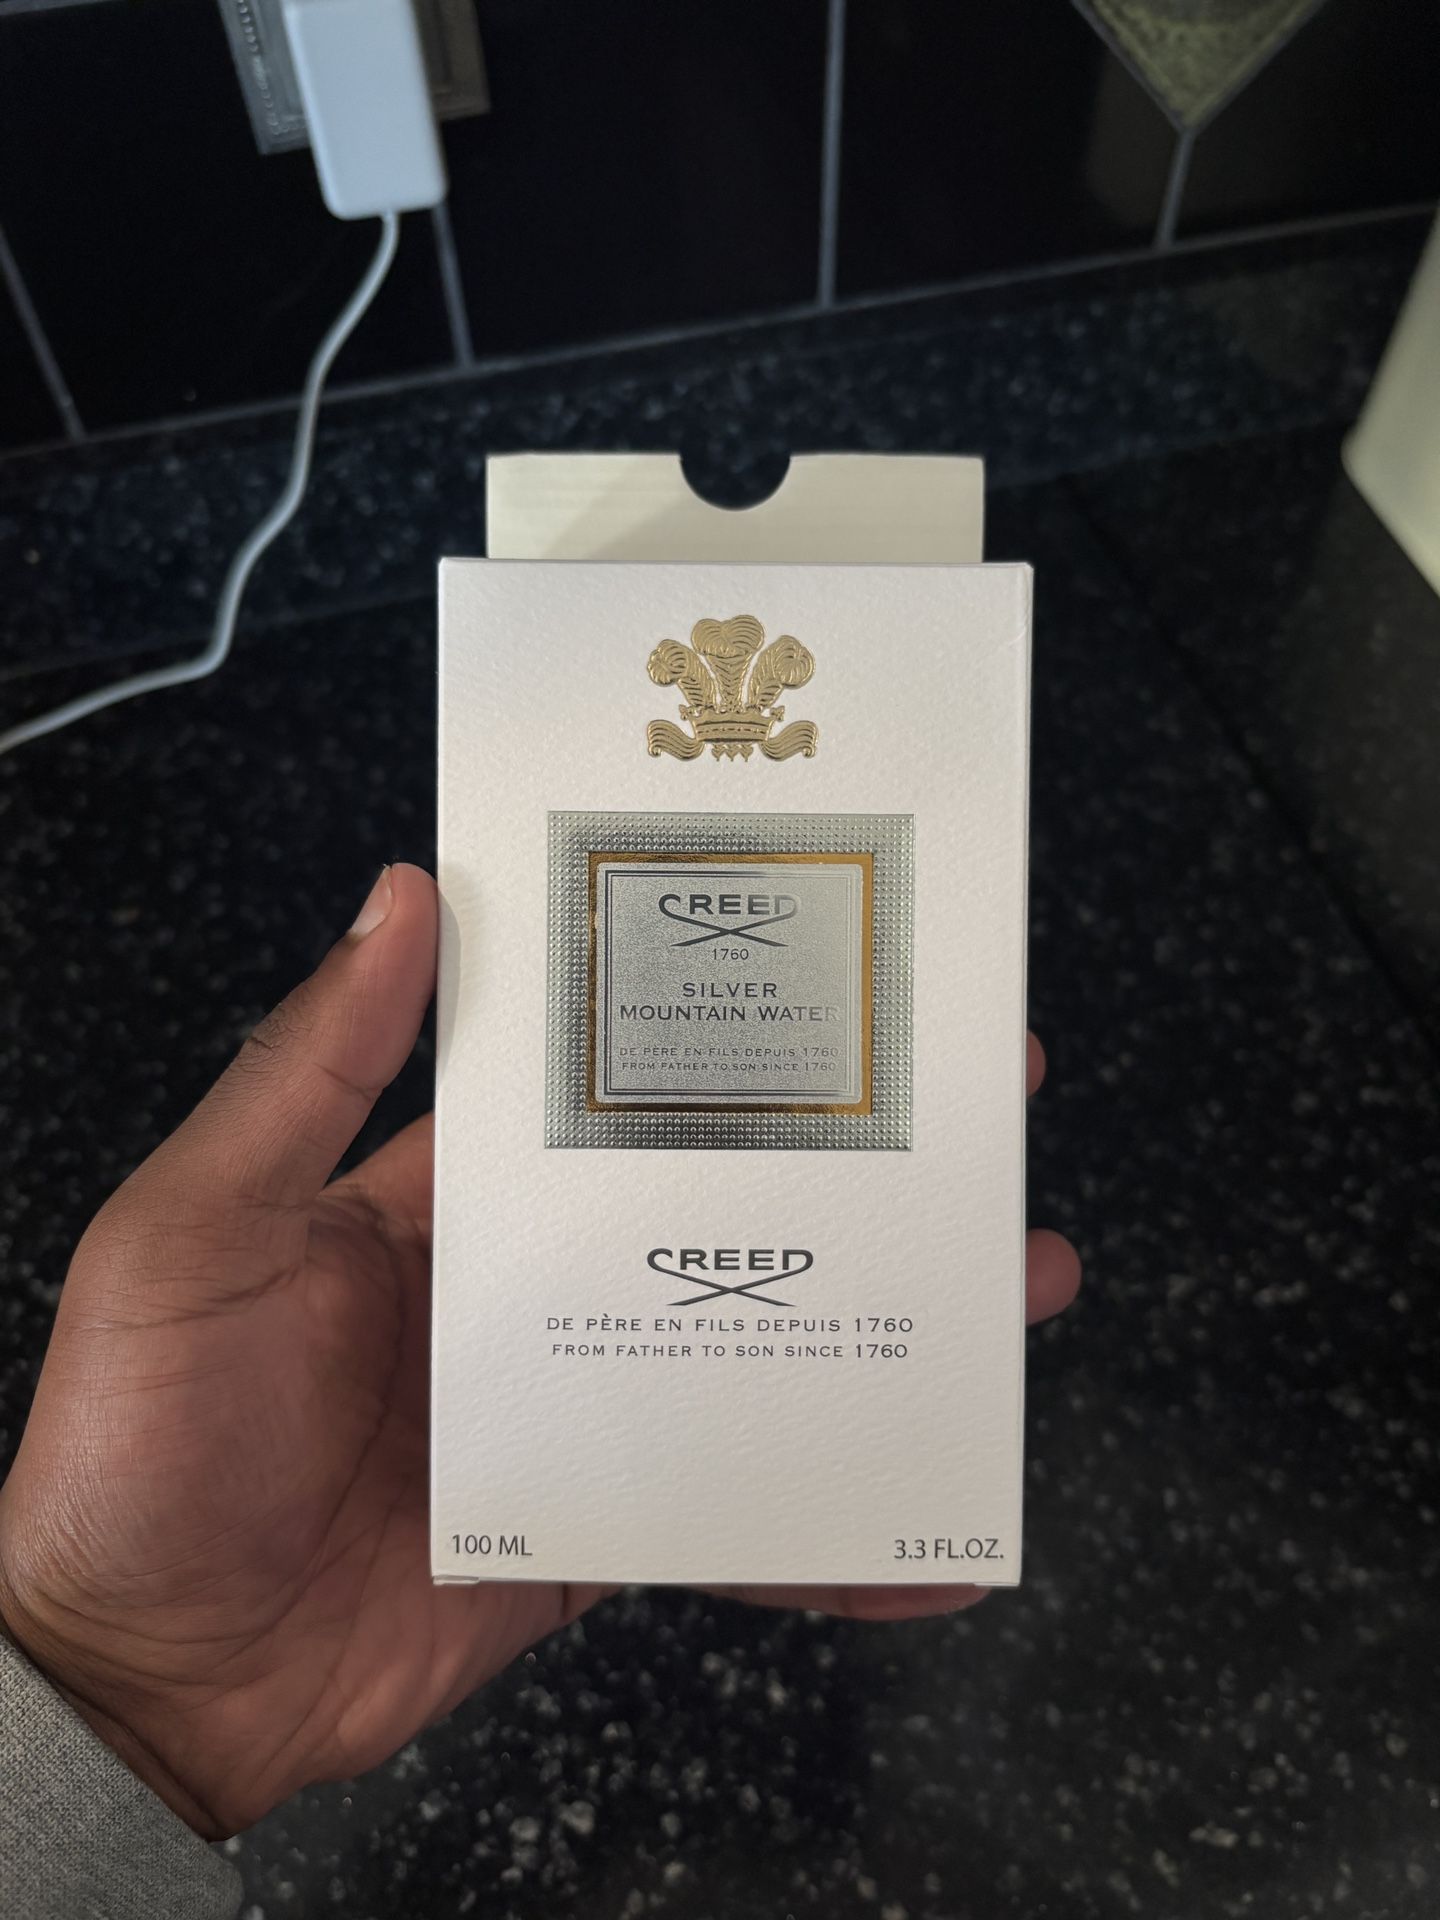 CREED
1760
SILVER
MOUNTAIN WATER
DE PÈRE EN FILS DEPUIS 1760
FROM FATHER TO SON SINCE 1760
CREED
DE PÈRE EN FILS DEPUIS 1760
FROM FATHER TO SON SINCE 1760
100 ML
3.3 FL.OZ.